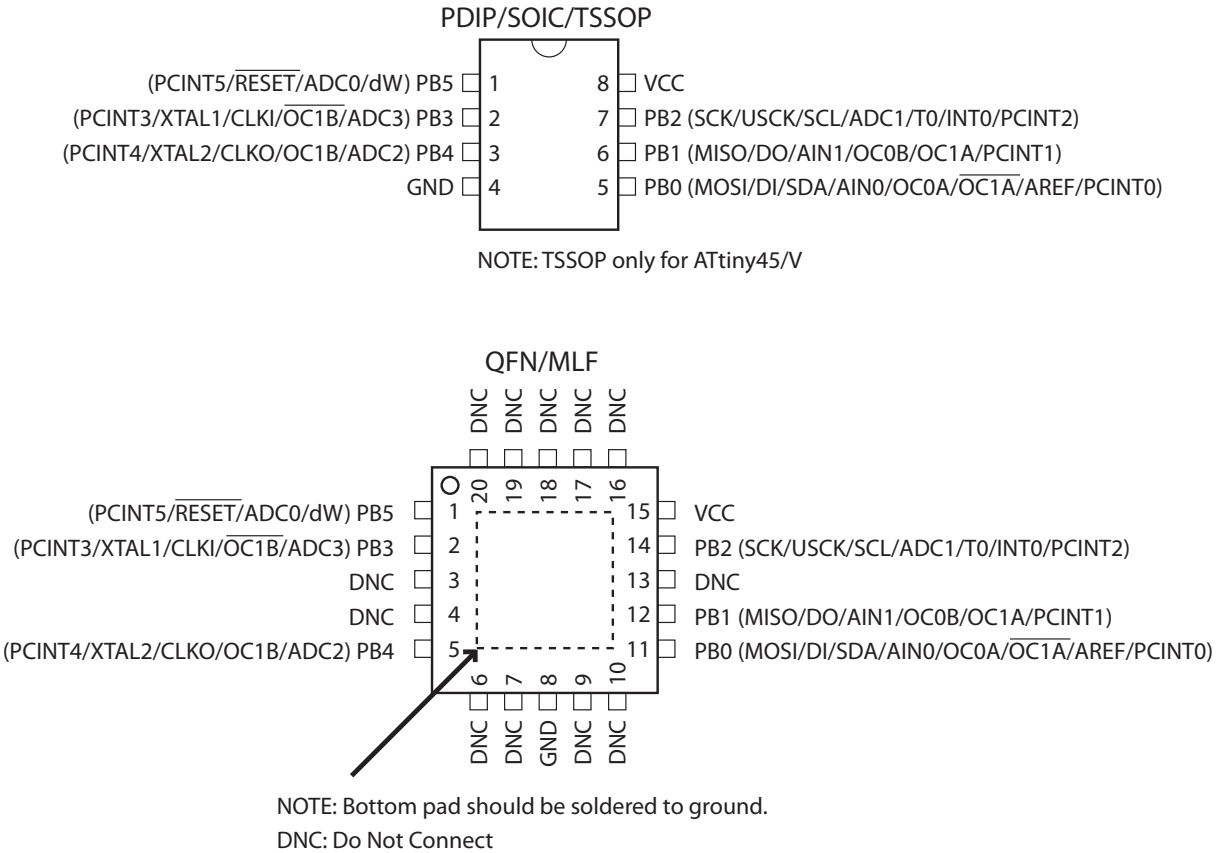 PDIP/SOIC/TSSOP
(PCINT5/RESET/ADC0/dW) PB5 1 8 VCC
(PCINT3/XTAL1/CLKI/OC1B/ADC3) PB3 2 7 PB2 (SCK/USCK/SCL/ADC1/T0/INT0/PCINT2)
(PCINT4/XTAL2/CLKO/OC1B/ADC2) PB4 3 6 PB1 (MISO/DO/AIN1/OC0B/OC1A/PCINT1)
GND 4 5 PB0 (MOSI/DI/SDA/AIN0/OC0A/OC1A/AREF/PCINT0)
NOTE: TSSOP only for ATtiny45/V
QFN/MLF
DNC DNC DNC DNC DNC
20 19 18 17 16
(PCINT5/RESET/ADC0/dW) PB5 1 15 VCC
(PCINT3/XTAL1/CLKI/OC1B/ADC3) PB3 2 14 PB2 (SCK/USCK/SCL/ADC1/T0/INT0/PCINT2)
DNC 3 13 DNC
DNC 4 12 PB1 (MISO/DO/AIN1/OC0B/OC1A/PCINT1)
(PCINT4/XTAL2/CLKO/OC1B/ADC2) PB4 5 11 PB0 (MOSI/DI/SDA/AIN0/OC0A/OC1A/AREF/PCINT0)
6 7 8 9 10
DNC DNC GND DNC DNC
NOTE: Bottom pad should be soldered to ground.
DNC: Do Not Connect